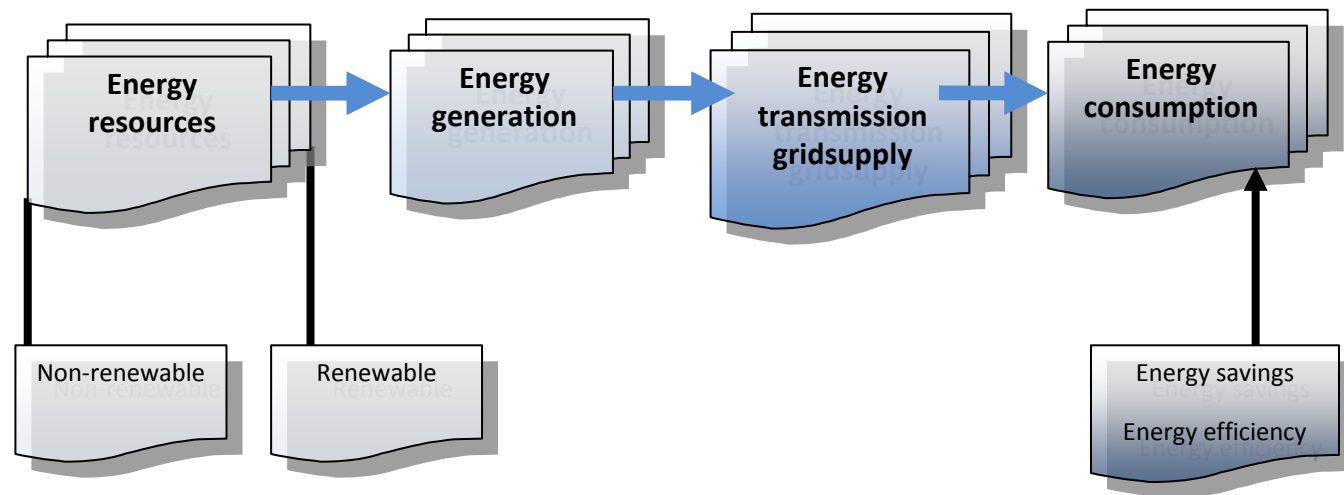 Energy
resources
Energy
generation
Energy
transmission
gridsupply
Energy
consumption
Non-renewable
Renewable
Energy savings
Energy efficiency